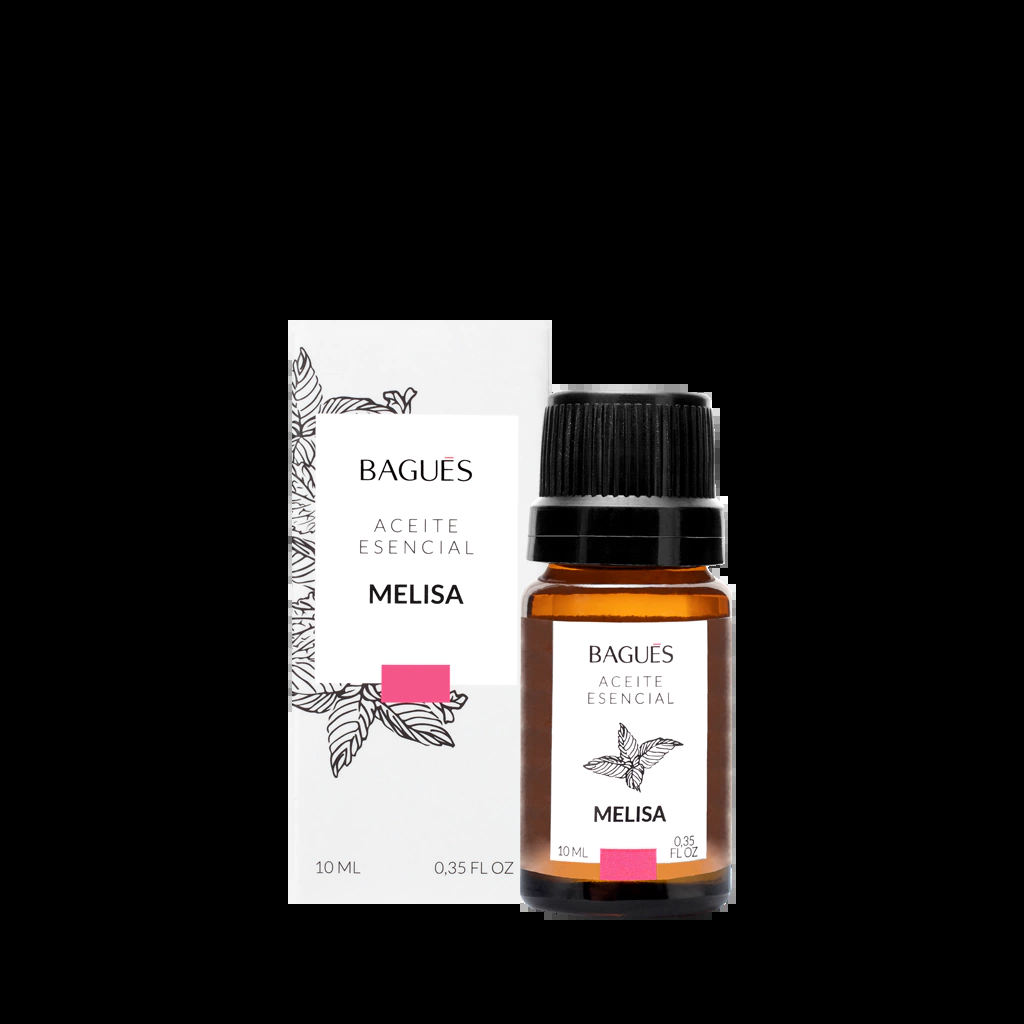 BAGUĒS
ACEITE
ESENCIAL
MELISA
10 ML
0,35 FL OZ
BAGUĒS
ACEITE
ESENCIAL
MELISA
10 ML
0,35
FL OZ